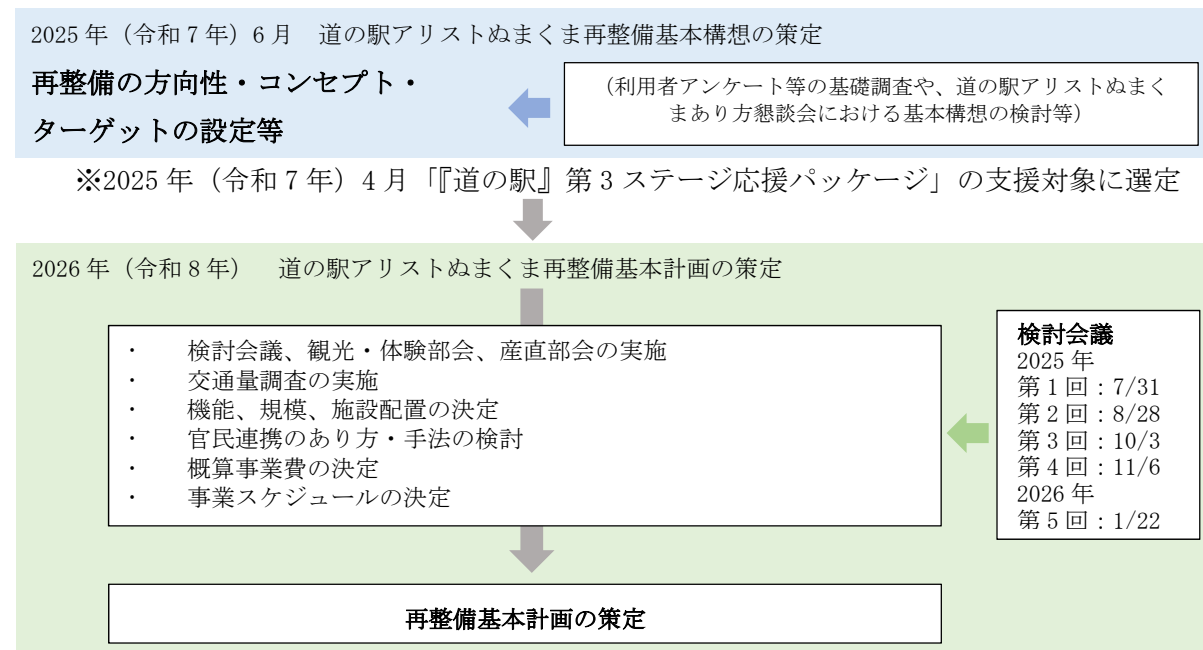 2025年（令和7年）6月　道の駅アリストぬまくま再整備基本構想の策定
再整備の方向性・コンセプト・
ターゲットの設定等
（利用者アンケート等の基礎調査や、道の駅アリストぬまく
まあり方懇談会における基本構想の検討等）
※2025年（令和7年）4月「『道の駅』第3ステージ応援パッケージ」の支援対象に選定
2026年（令和8年）　道の駅アリストぬまくま再整備基本計画の策定
・　検討会議、観光・体験部会、産直部会の実施
・　交通量調査の実施
・　機能、規模、施設配置の決定
・　官民連携のあり方・手法の検討
・　概算事業費の決定
・　事業スケジュールの決定
検討会議
2025年
第1回：7/31
第2回：8/28
第3回：10/3
第4回：11/6
2026年
第5回：1/22
再整備基本計画の策定